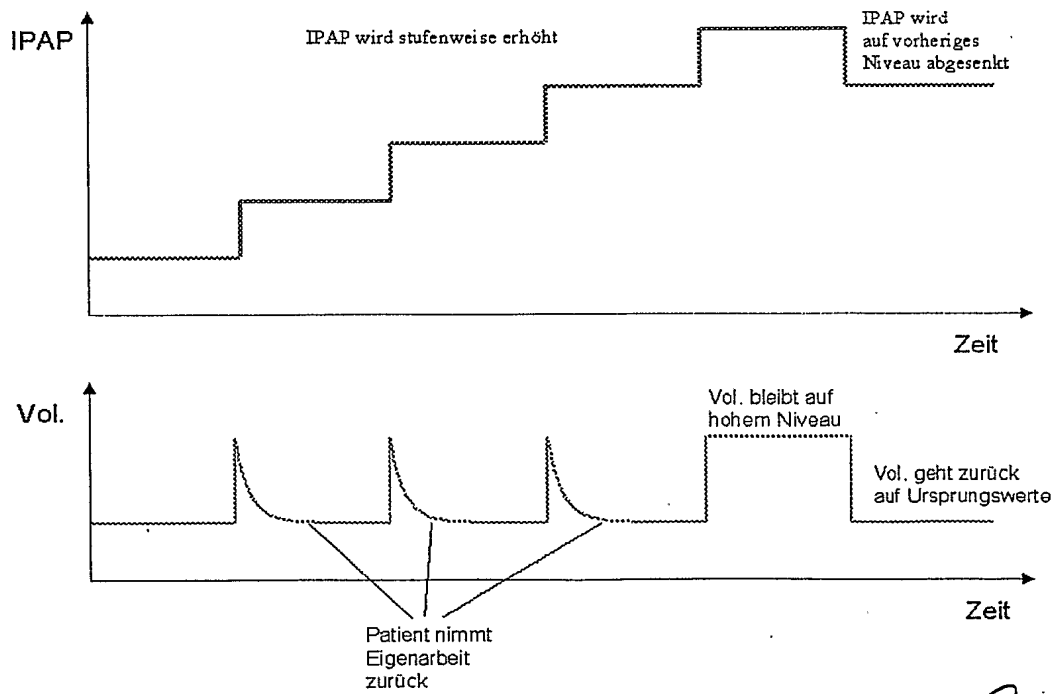 IPAP
IPAP wird stufenweise erhöht
IPAP wird
auf vorheriges
Niveau abgesenkt
Zeit
Vol.
Vol. bleibt auf
hohem Niveau
Vol. geht zurück
auf Ursprungswerte
Zeit
Patient nimmt
Eigenarbeit
zurück